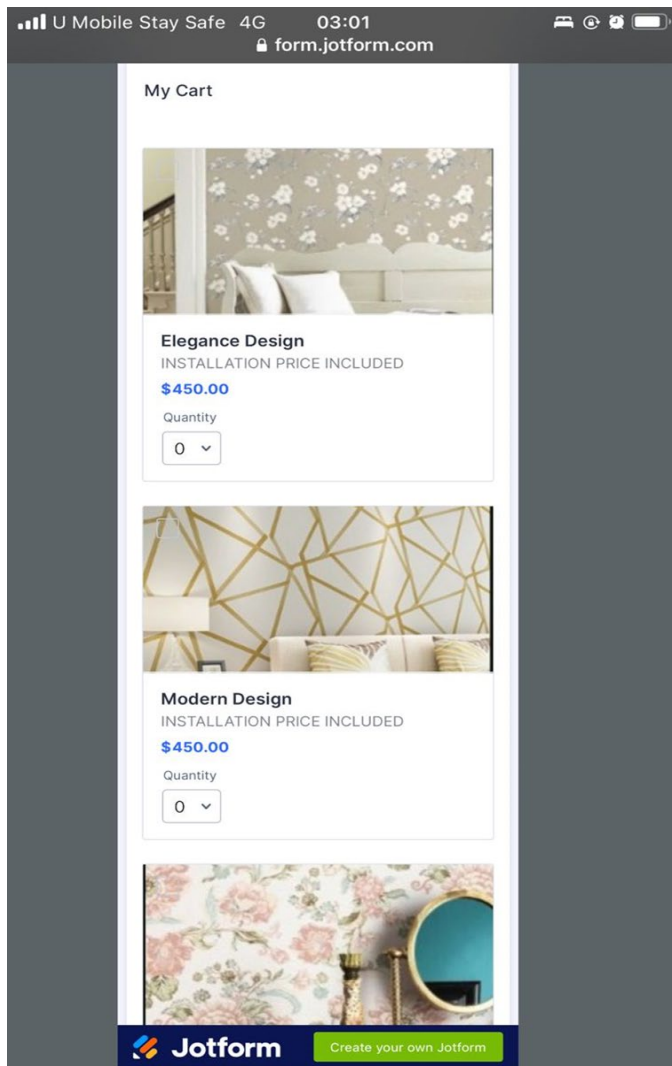 U Mobile Stay Safe 4G 03:01
form.jotform.com
My Cart
Elegance Design
INSTALLATION PRICE INCLUDED
$450.00
Quantity
0
Modern Design
INSTALLATION PRICE INCLUDED
$450.00
Quantity
0
Jotform
Create your own Jotform